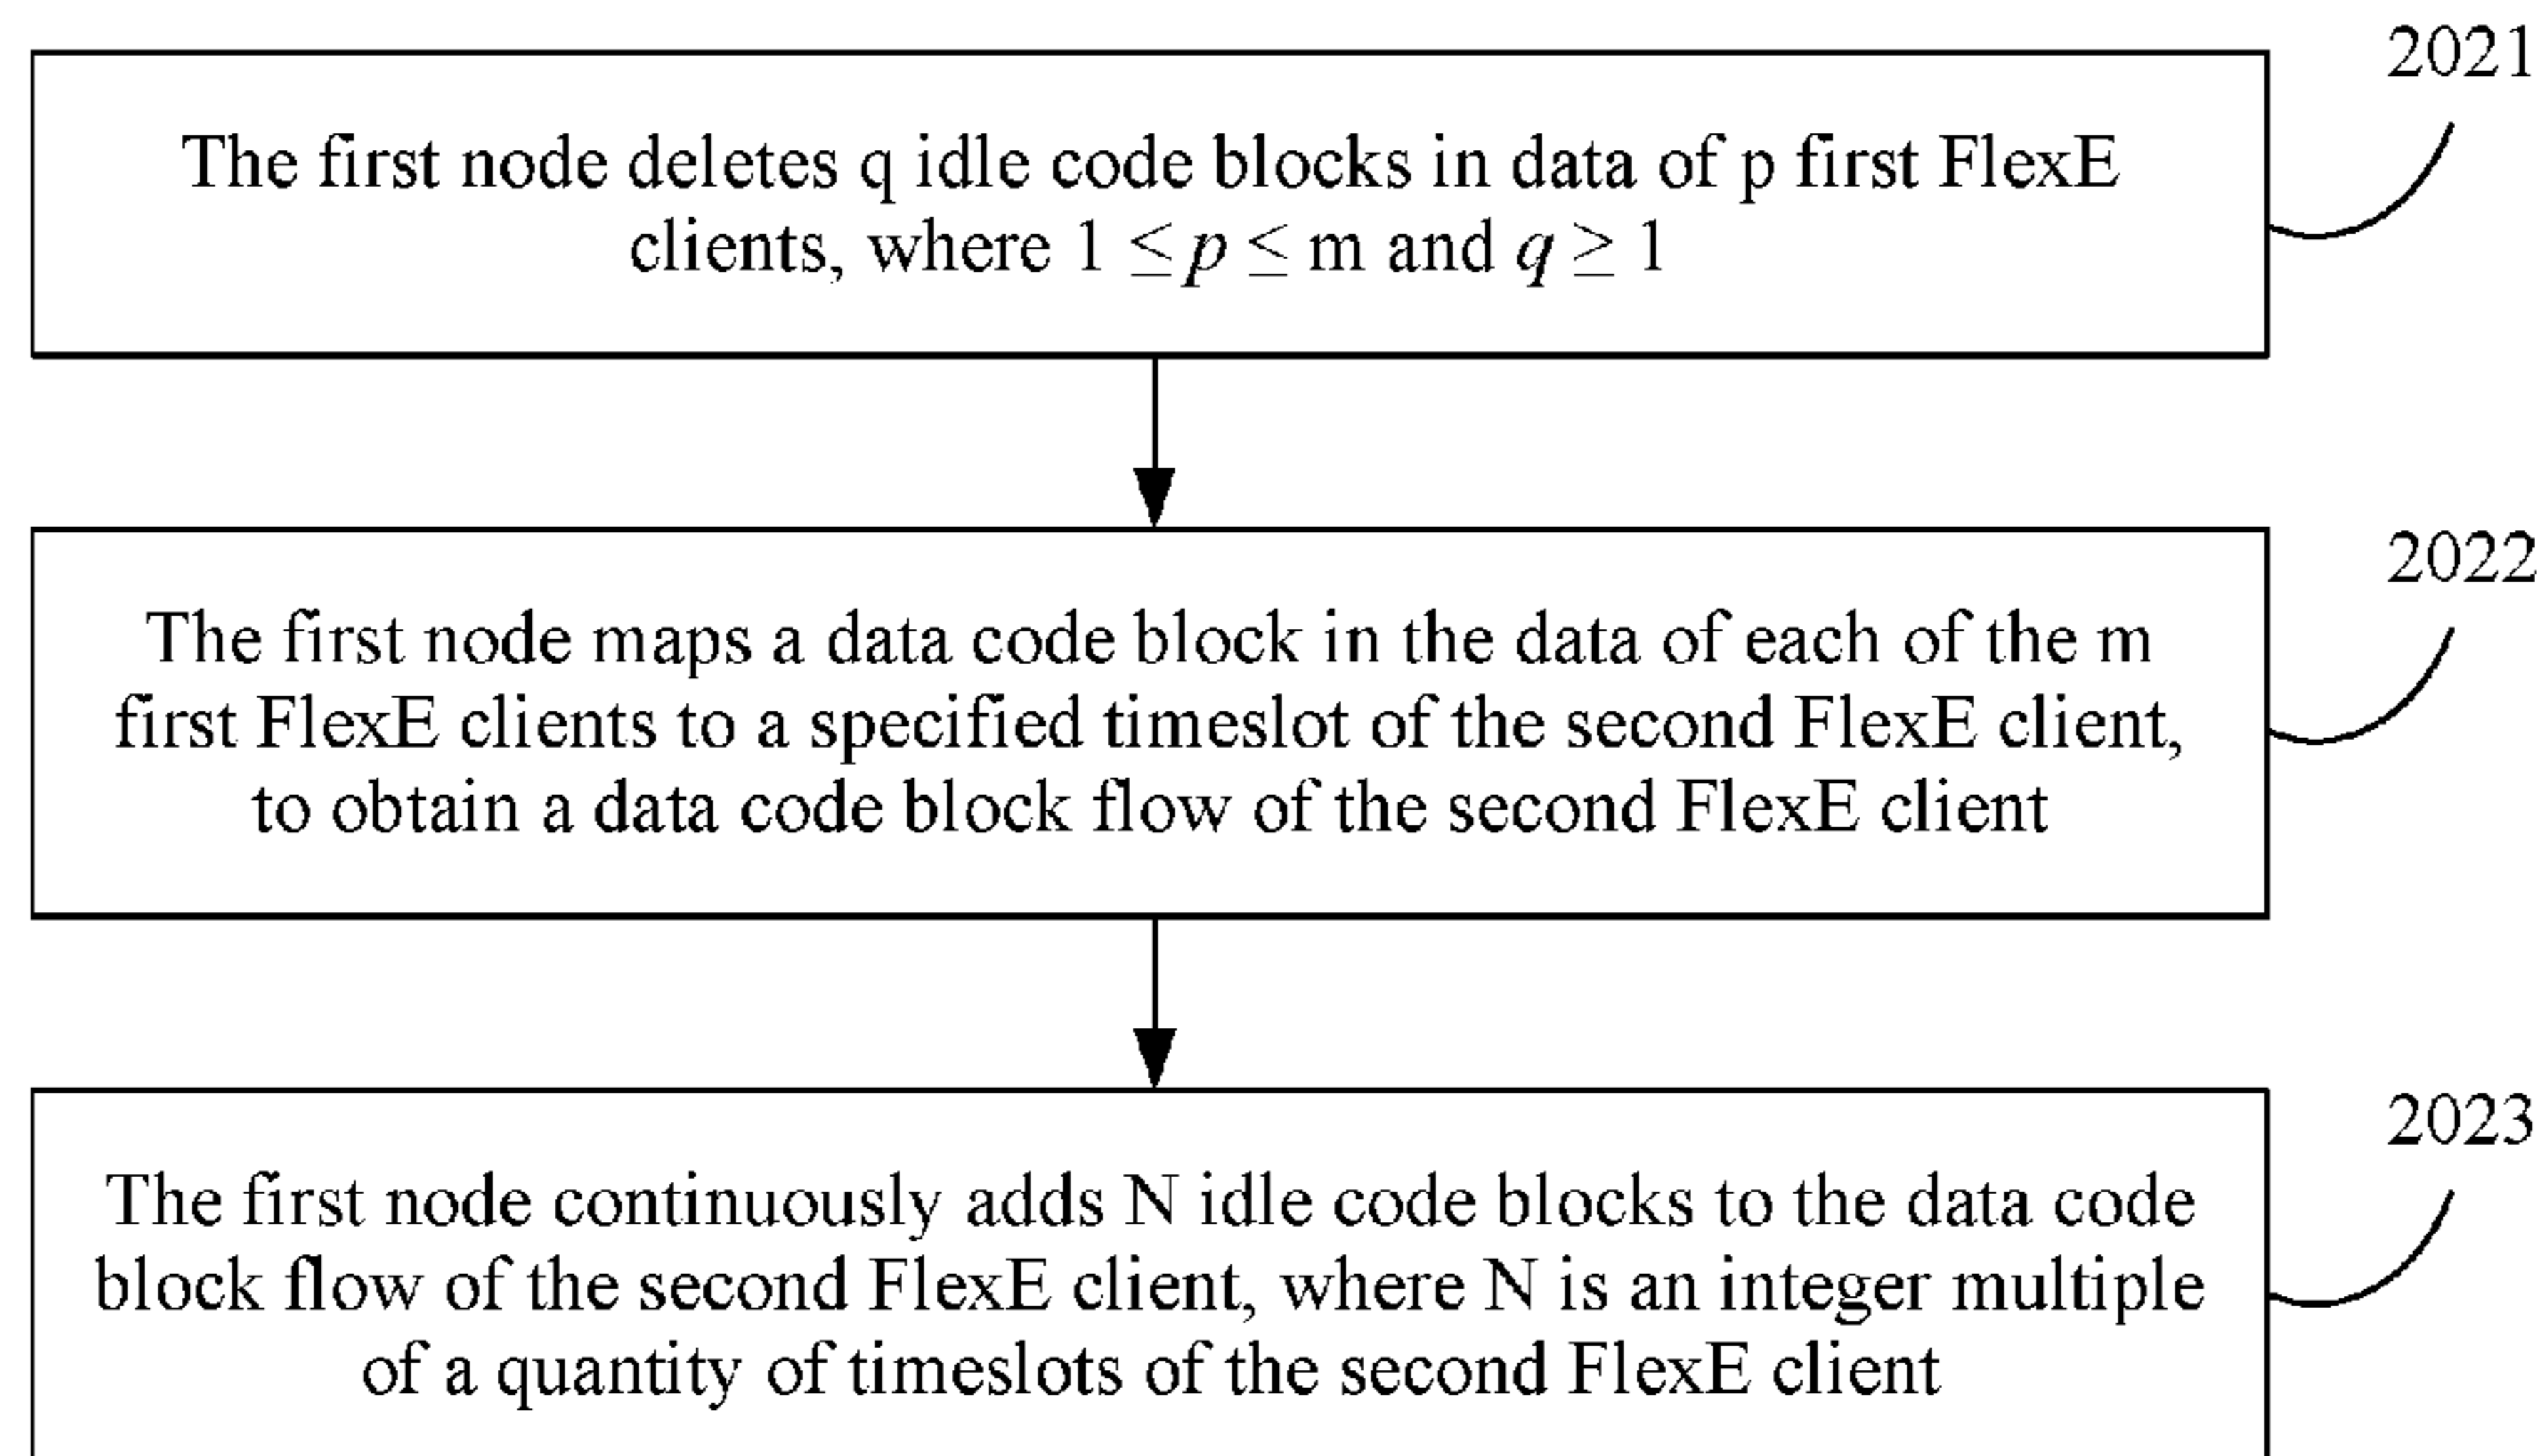 2021
The first node deletes q idle code blocks in data of p first FlexE
clients, where 1 ≤ p ≤ m and q ≥ 1
2022
The first node maps a data code block in the data of each of the m
first FlexE clients to a specified timeslot of the second FlexE client,
to obtain a data code block flow of the second FlexE client
2023
The first node continuously adds N idle code blocks to the data code
block flow of the second FlexE client, where N is an integer multiple
of a quantity of timeslots of the second FlexE client